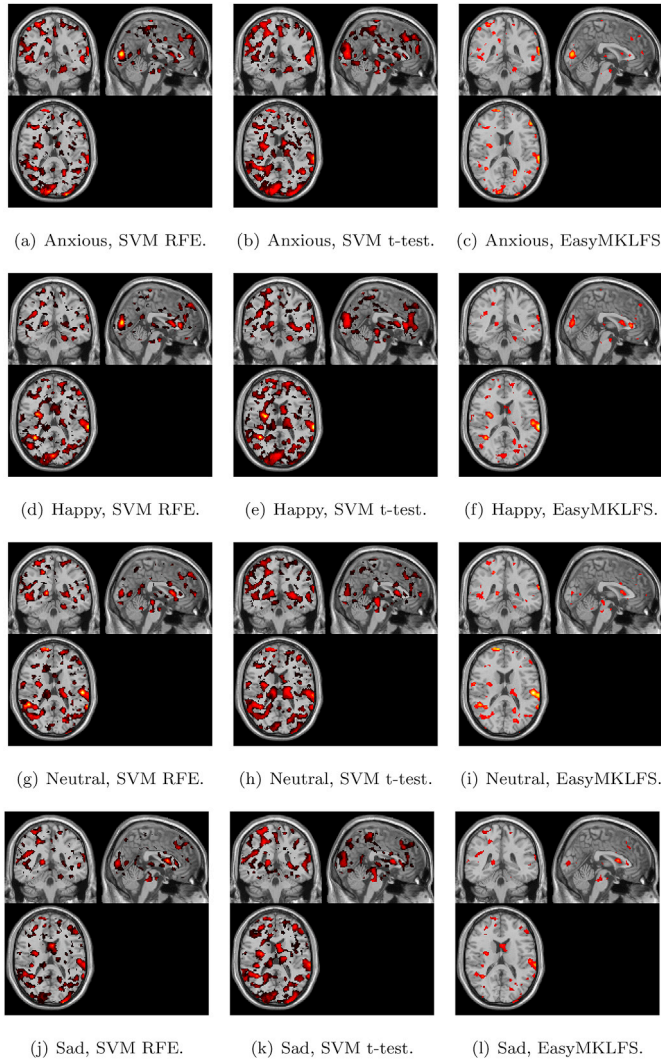 (a) Anxious, SVM RFE.
(b) Anxious, SVM t-test.
(c) Anxious, EasyMKLFS
(d) Happy, SVM RFE.
(e) Happy, SVM t-test.
(f) Happy, EasyMKLFS.
(g) Neutral, SVM RFE.
(h) Neutral, SVM t-test.
(i) Neutral, EasyMKLFS.
(j) Sad, SVM RFE.
(k) Sad, SVM t-test.
(l) Sad, EasyMKLFS.